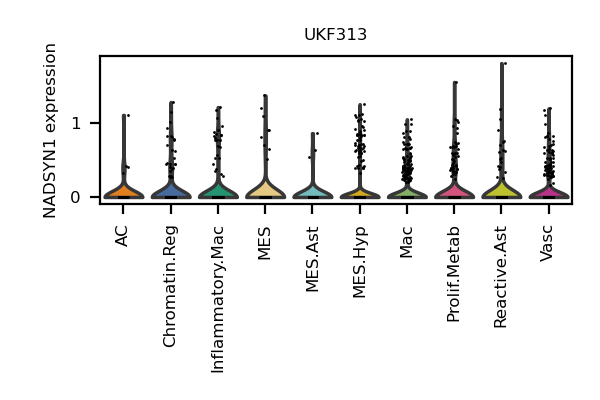 UKF313
NADSYN1 expression
1
0
AC
Chromatin.Reg
Inflammatory.Mac
MES
MES.Ast
MES.Hyp
Mac
Prolif.Metab
Reactive.Ast
Vasc